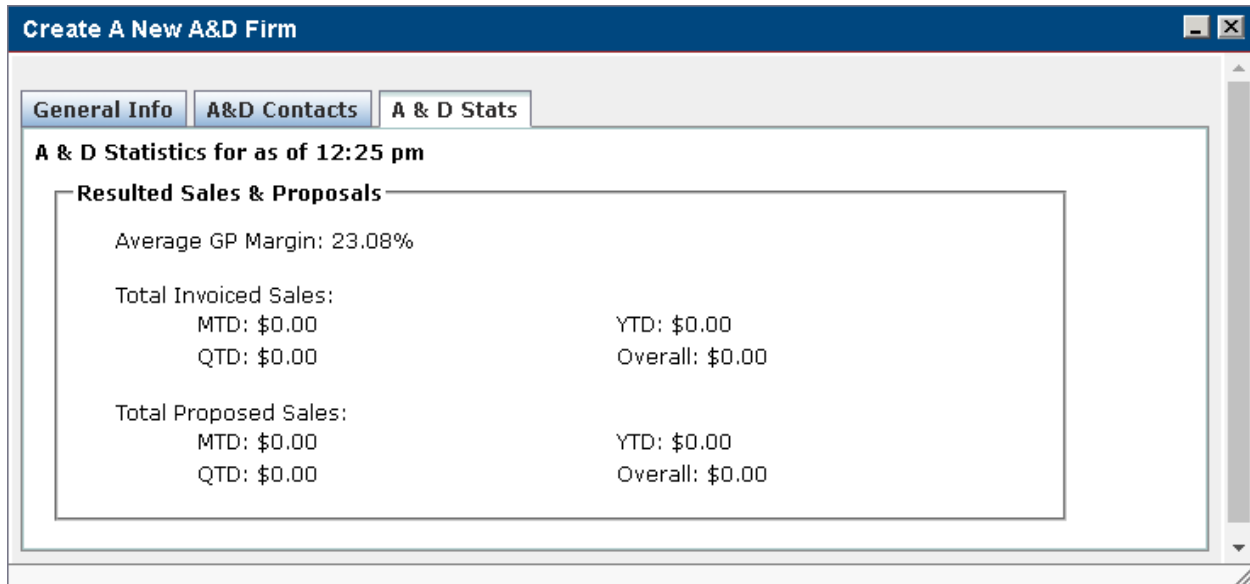 Create A New A&D Firm
General Info A&D Contacts A & D Stats
A & D Statistics for as of 12:25 pm
Resulted Sales & Proposals
Average GP Margin: 23.08%
Total Invoiced Sales:
MTD: $0.00 YTD: $0.00
QTD: $0.00 Overall: $0.00
Total Proposed Sales:
MTD: $0.00 YTD: $0.00
QTD: $0.00 Overall: $0.00